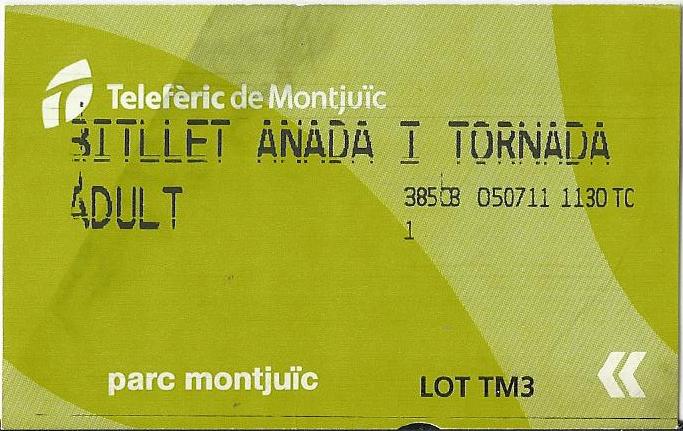 Telefèric de Montjuïc
BITLLET ANADA I TORNADA
ADULT
050711 1130 TC
1
parc montjuïc
LOT TM3